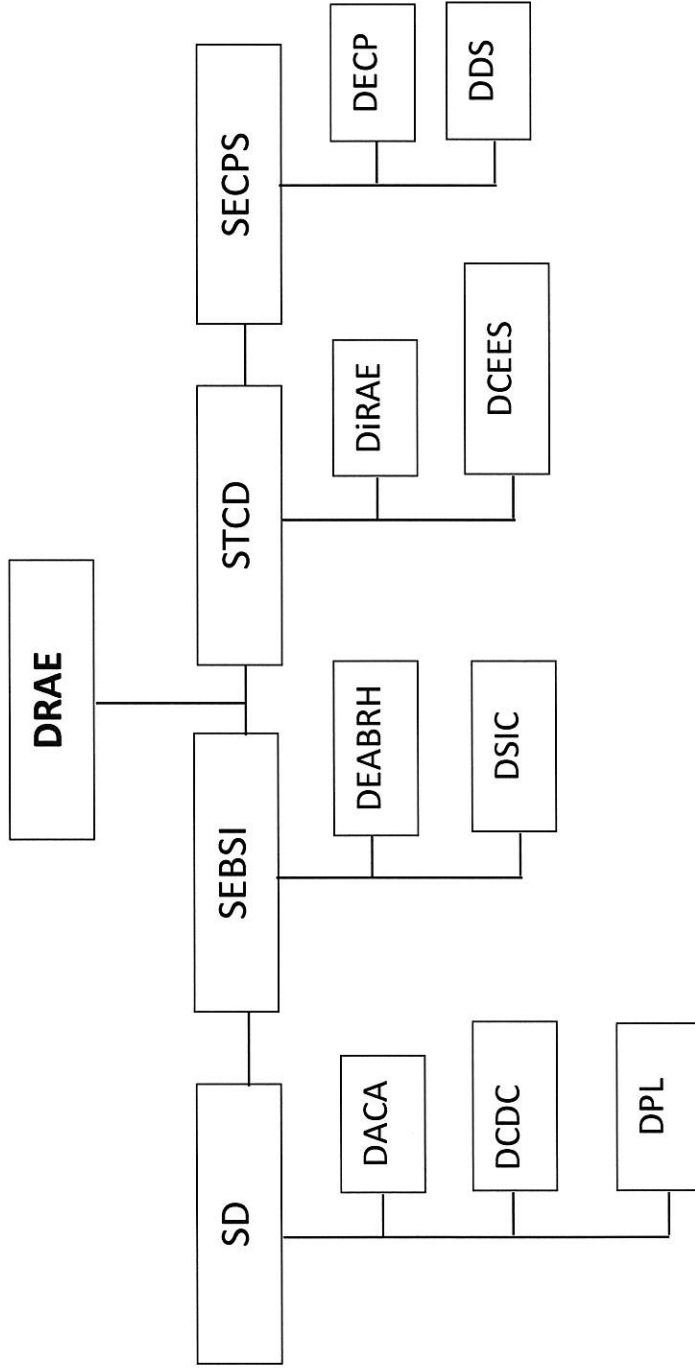 DRAE
SD
SEBSI
STCD
SECPS
DACA
DCDC
DPL
DEABRH
DSIC
DiRAE
DCEES
DECP
DDS